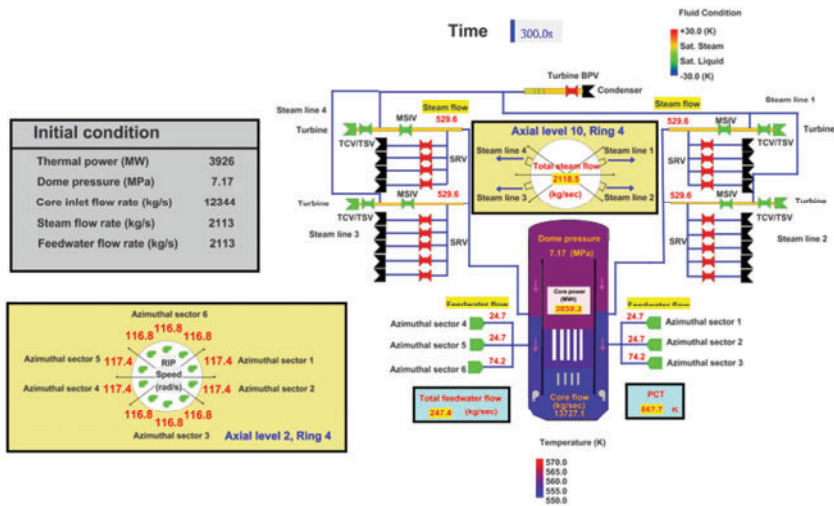 Time
300.0s
Fluid Condition
+30.0 (K)
Sat. Steam
Sat. Liquid
-30.0 (K)
Turbine BPV
Condenser
Steam line 4
Steam flow
529.6
MSIV
Turbine
TCV/TSV
SRV
Steam flow
529.6
Steam line 1
MSIV
Turbine
TCV/TSV
SRV
Axial level 10, Ring 4
Steam line 4
Steam line 1
Total steam flow
2118.5
(kg/sec)
Steam line 3
Steam line 2
529.6
MSIV
Turbine
TCV/TSV
Steam line 3
SRV
529.6
MSIV
Turbine
TCV/TSV
Steam line 2
SRV
Initial condition
Thermal power (MW) 3926
Dome pressure (MPa) 7.17
Core inlet flow rate (kg/s) 12344
Steam flow rate (kg/s) 2113
Feedwater flow rate (kg/s) 2113
Dome pressure
7.17 (MPa)
Core power
(MWt)
3859.3
Feedwater flow
24.7
Azimuthal sector 4
24.7
Azimuthal sector 5
74.2
Azimuthal sector 6
Feedwater flow
24.7
Azimuthal sector 1
24.7
Azimuthal sector 2
74.2
Azimuthal sector 3
Total feedwater flow
247.4 (kg/sec)
Core flow
(kg/sec)
13727.1
PCT
567.7 K
Azimuthal sector 6
116.8 116.8 116.8
Azimuthal sector 5
117.4
RIP
Speed
(rad/s)
117.4
Azimuthal sector 1
Azimuthal sector 4
117.4
117.4
Azimuthal sector 2
116.8 116.8 116.8
Azimuthal sector 3
Axial level 2, Ring 4
Temperature (K)
570.0
565.0
560.0
555.0
550.0